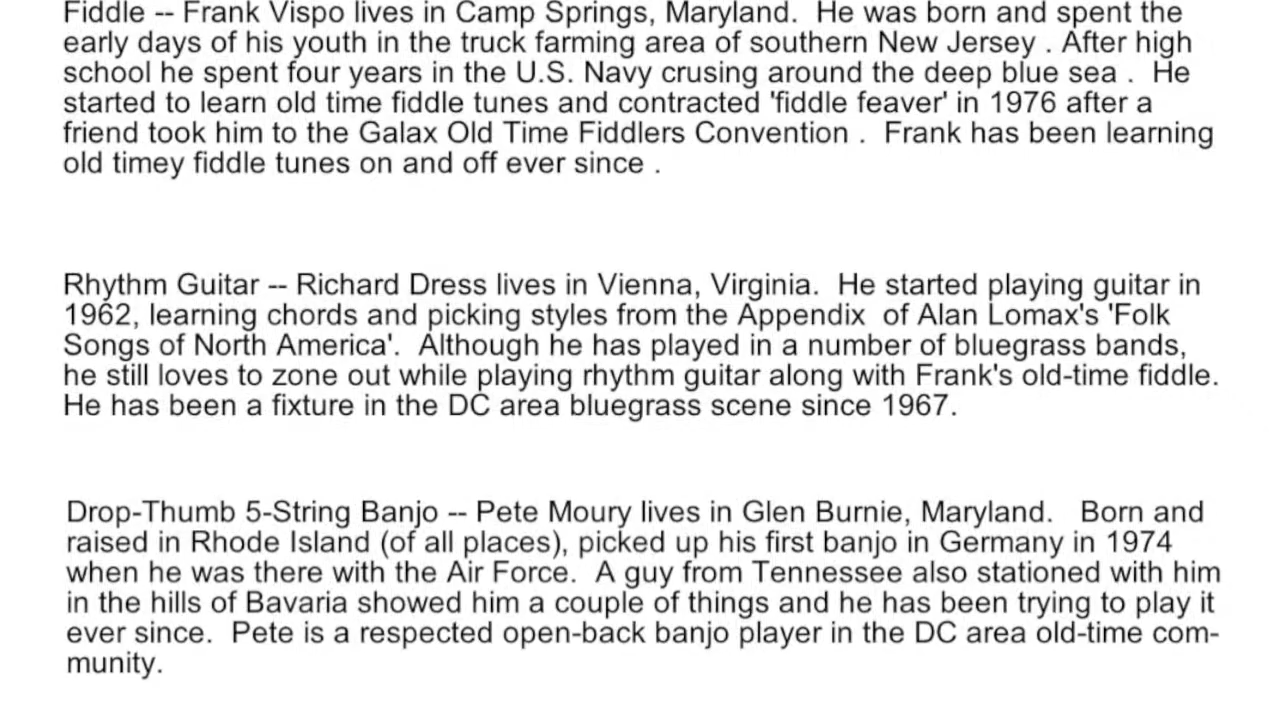 Fiddle -- Frank Vispo lives in Camp Springs, Maryland.  He was born and spent the
early days of his youth in the truck farming area of southern New Jersey . After high
school he spent four years in the U.S. Navy crusing around the deep blue sea .  He
started to learn old time fiddle tunes and contracted 'fiddle feaver' in 1976 after a
friend took him to the Galax Old Time Fiddlers Convention .  Frank has been learning
old timey fiddle tunes on and off ever since .
Rhythm Guitar -- Richard Dress lives in Vienna, Virginia.  He started playing guitar in
1962, learning chords and picking styles from the Appendix  of Alan Lomax's 'Folk
Songs of North America'.  Although he has played in a number of bluegrass bands,
he still loves to zone out while playing rhythm guitar along with Frank's old-time fiddle.
He has been a fixture in the DC area bluegrass scene since 1967.
Drop-Thumb 5-String Banjo -- Pete Moury lives in Glen Burnie, Maryland.   Born and
raised in Rhode Island (of all places), picked up his first banjo in Germany in 1974
when he was there with the Air Force.  A guy from Tennessee also stationed with him
in the hills of Bavaria showed him a couple of things and he has been trying to play it
ever since.  Pete is a respected open-back banjo player in the DC area old-time com-
munity.